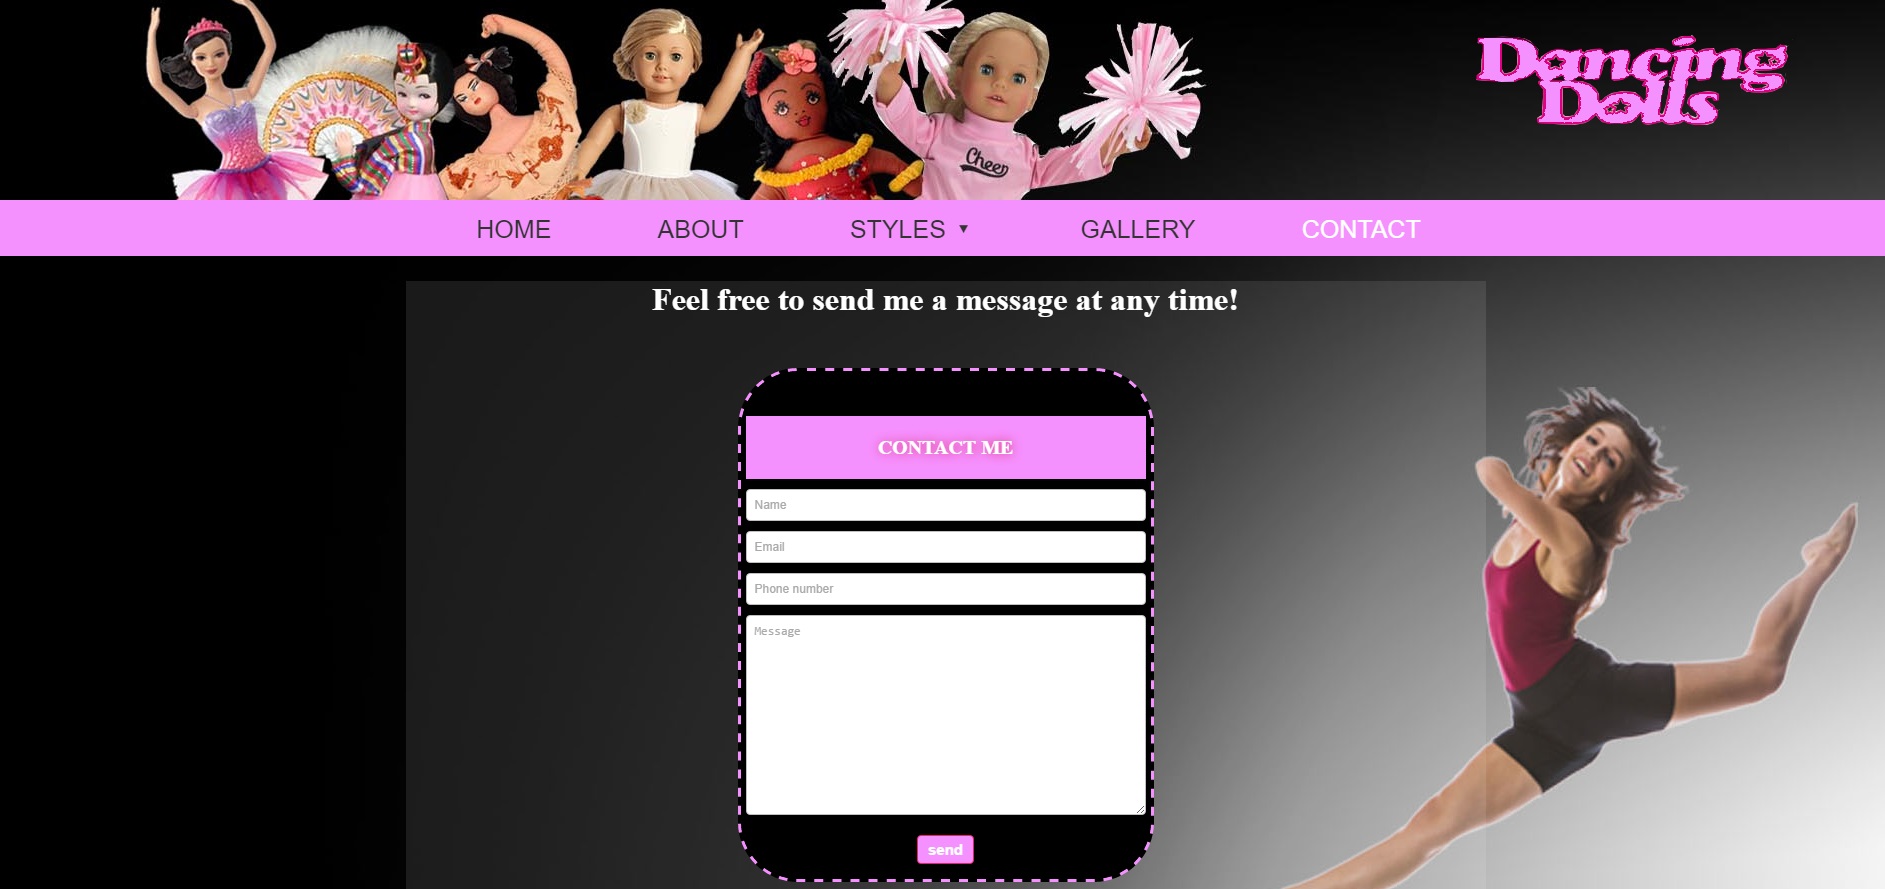 Dancing
Dolls
Cheer
HOME ABOUT STYLES ▼ GALLERY CONTACT
Feel free to send me a message at any time!
CONTACT ME
Name
Email
Phone number
Message
send